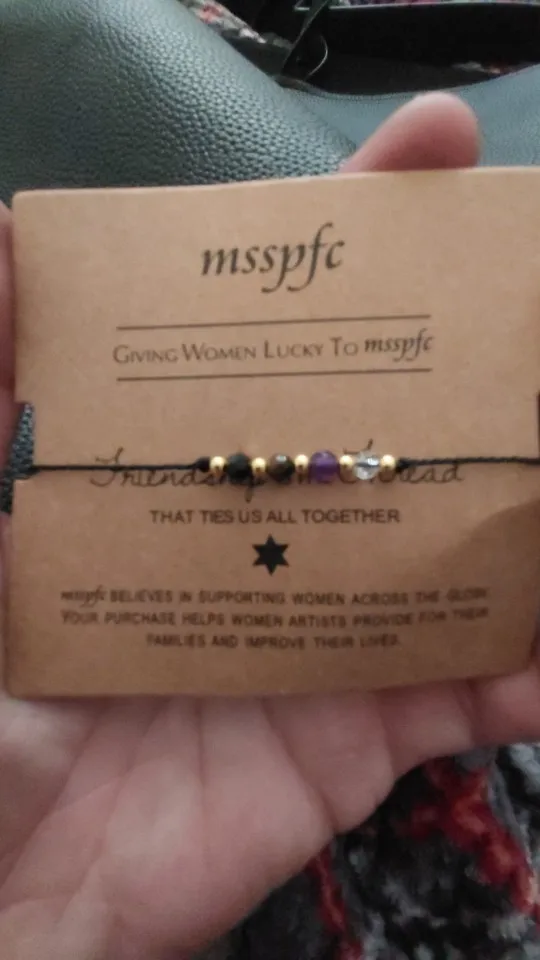 msspfc
GIVING WOMEN LUCKY TO msspfc
THAT TIES US ALL TOGETHER
msspfc BELIEVES IN SUPPORTING WOMEN ACROSS THE GLOBE.
YOUR PURCHASE HELPS WOMEN ARTISTS PROVIDE FOR THEIR
FAMILIES AND IMPROVE THEIR LIVES.